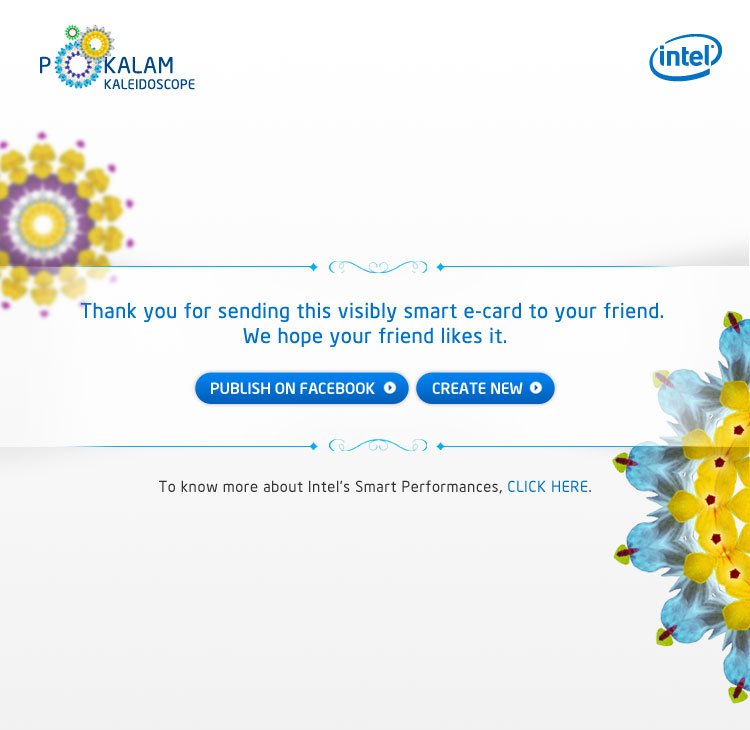 POOKALAM
KALEIDOSCOPE
intel
Thank you for sending this visibly smart e-card to your friend.
We hope your friend likes it.
PUBLISH ON FACEBOOK
CREATE NEW
To know more about Intel's Smart Performances, CLICK HERE.